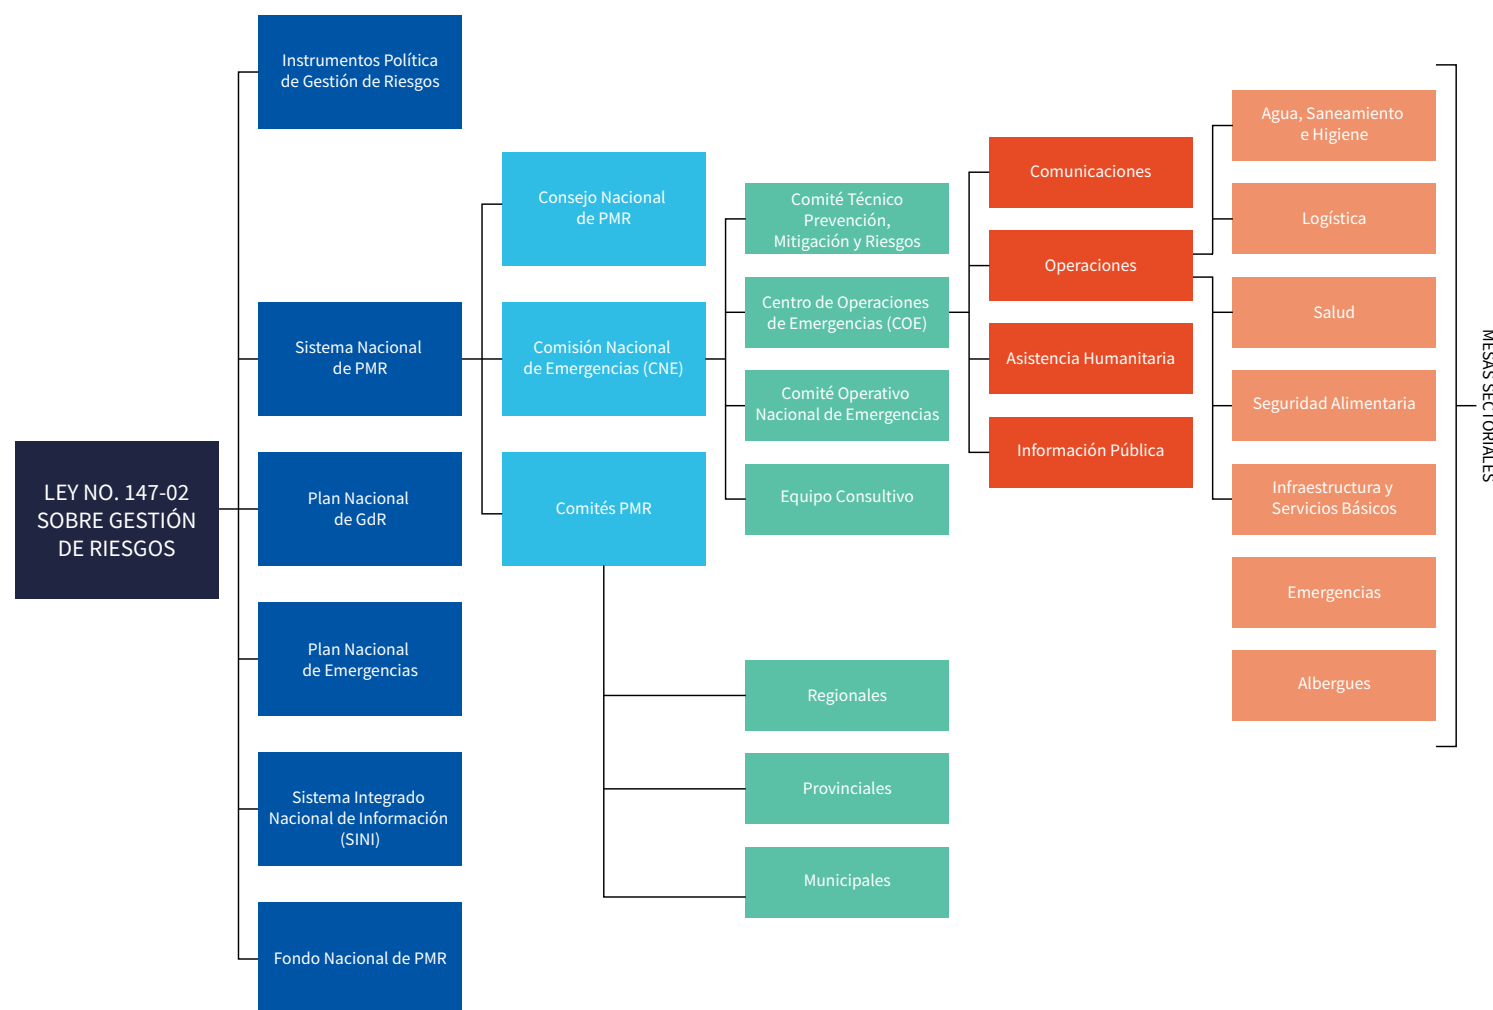 LEY NO. 147-02
SOBRE GESTIÓN
DE RIESGOS
Instrumentos Política
de Gestión de Riesgos
Sistema Nacional
de PMR
Plan Nacional
de GdR
Plan Nacional
de Emergencias
Sistema Integrado
Nacional de Información
(SINI)
Fondo Nacional de PMR
Consejo Nacional
de PMR
Comisión Nacional
de Emergencias (CNE)
Comités PMR
Comité Técnico
Prevención,
Mitigación y Riesgos
Centro de Operaciones
de Emergencias (COE)
Comité Operativo
Nacional de Emergencias
Equipo Consultivo
Regionales
Provinciales
Municipales
Comunicaciones
Operaciones
Asistencia Humanitaria
Información Pública
Agua, Saneamiento
e Higiene
Logística
Salud
Seguridad Alimentaria
Infraestructura y
Servicios Básicos
Emergencias
Albergues
MESAS SECTORIALES